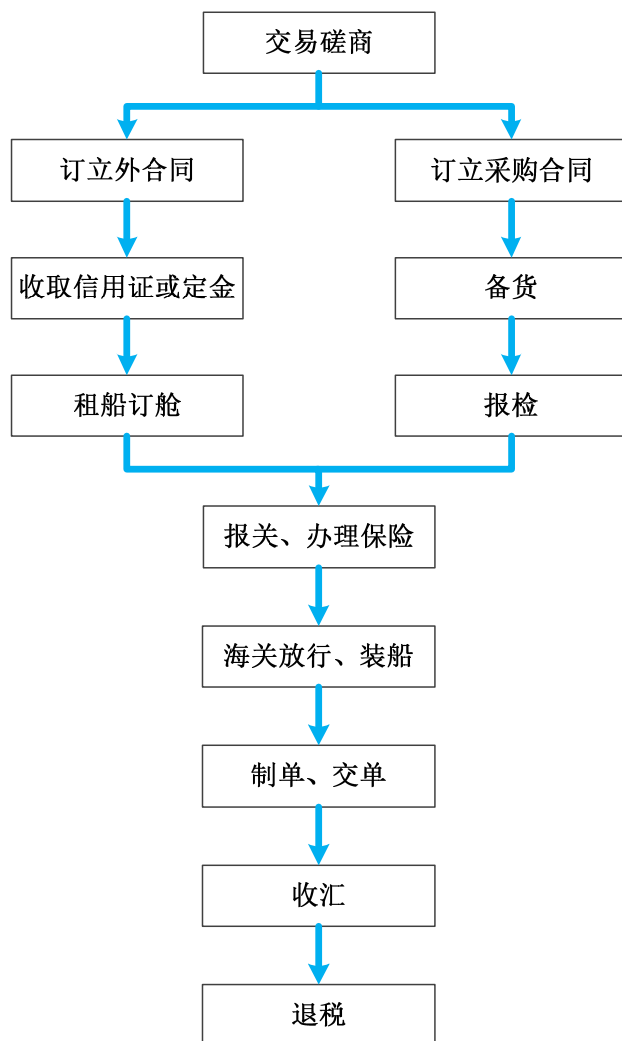 交易磋商
订立外合同
订立采购合同
收取信用证或定金
备货
租船订舱
报检
报关、办理保险
海关放行、装船
制单、交单
收汇
退税